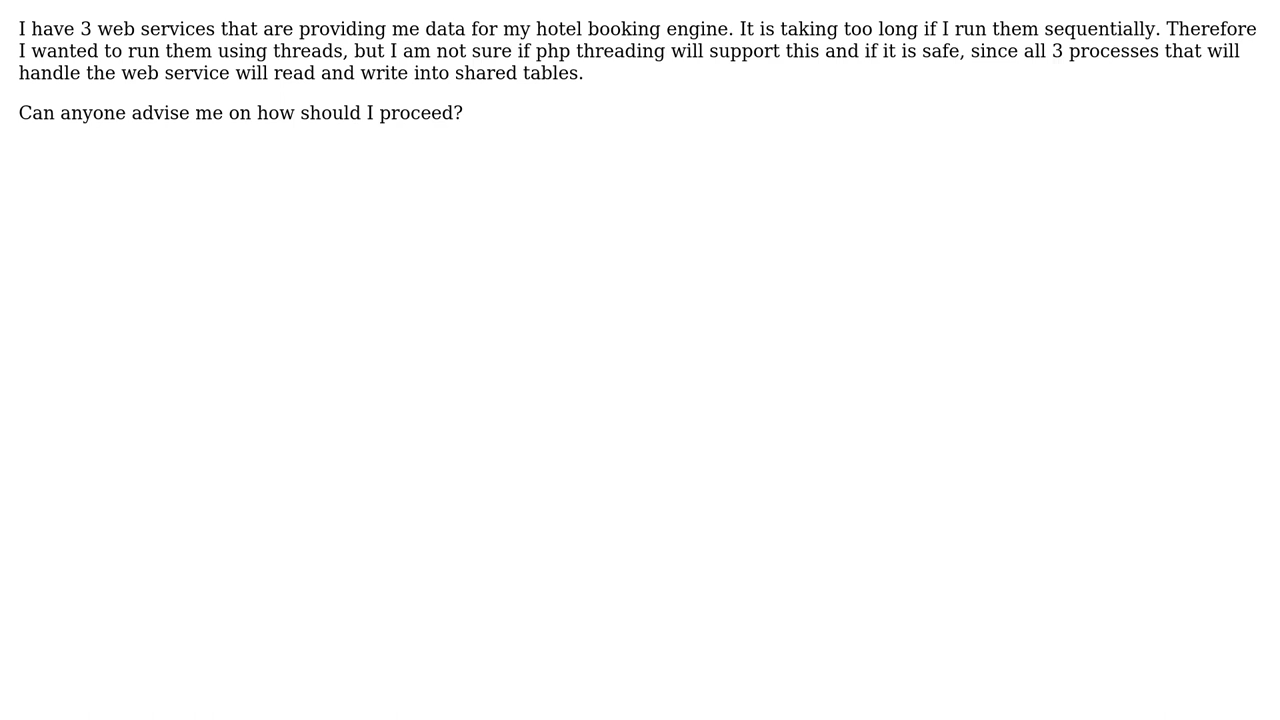 I have 3 web services that are providing me data for my hotel booking engine. It is taking too long if I run them sequentially. Therefore
I wanted to run them using threads, but I am not sure if php threading will support this and if it is safe, since all 3 processes that will
handle the web service will read and write into shared tables.
Can anyone advise me on how should I proceed?